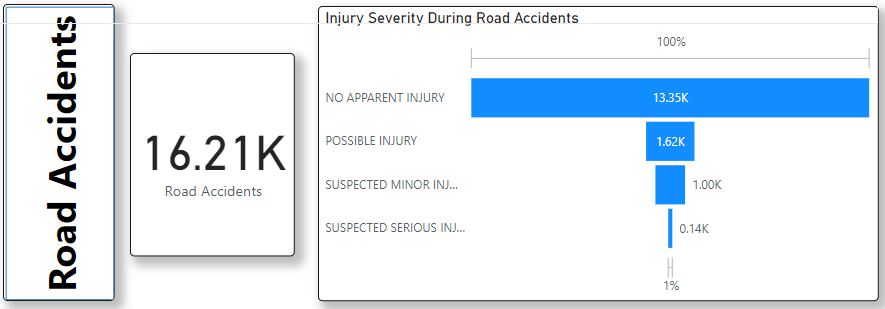 Road Accidents
16.21K
Road Accidents
Injury Severity During Road Accidents
100%
NO APPARENT INJURY 13.35K
POSSIBLE INJURY 1.62K
SUSPECTED MINOR INJ... 1.00K
SUSPECTED SERIOUS INJ... 0.14K
1%